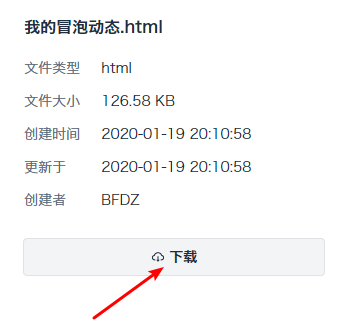 我的冒泡动态.html
文件类型 html
文件大小 126.58 KB
创建时间 2020-01-19 20:10:58
更新于 2020-01-19 20:10:58
创建者 BFDZ
下载